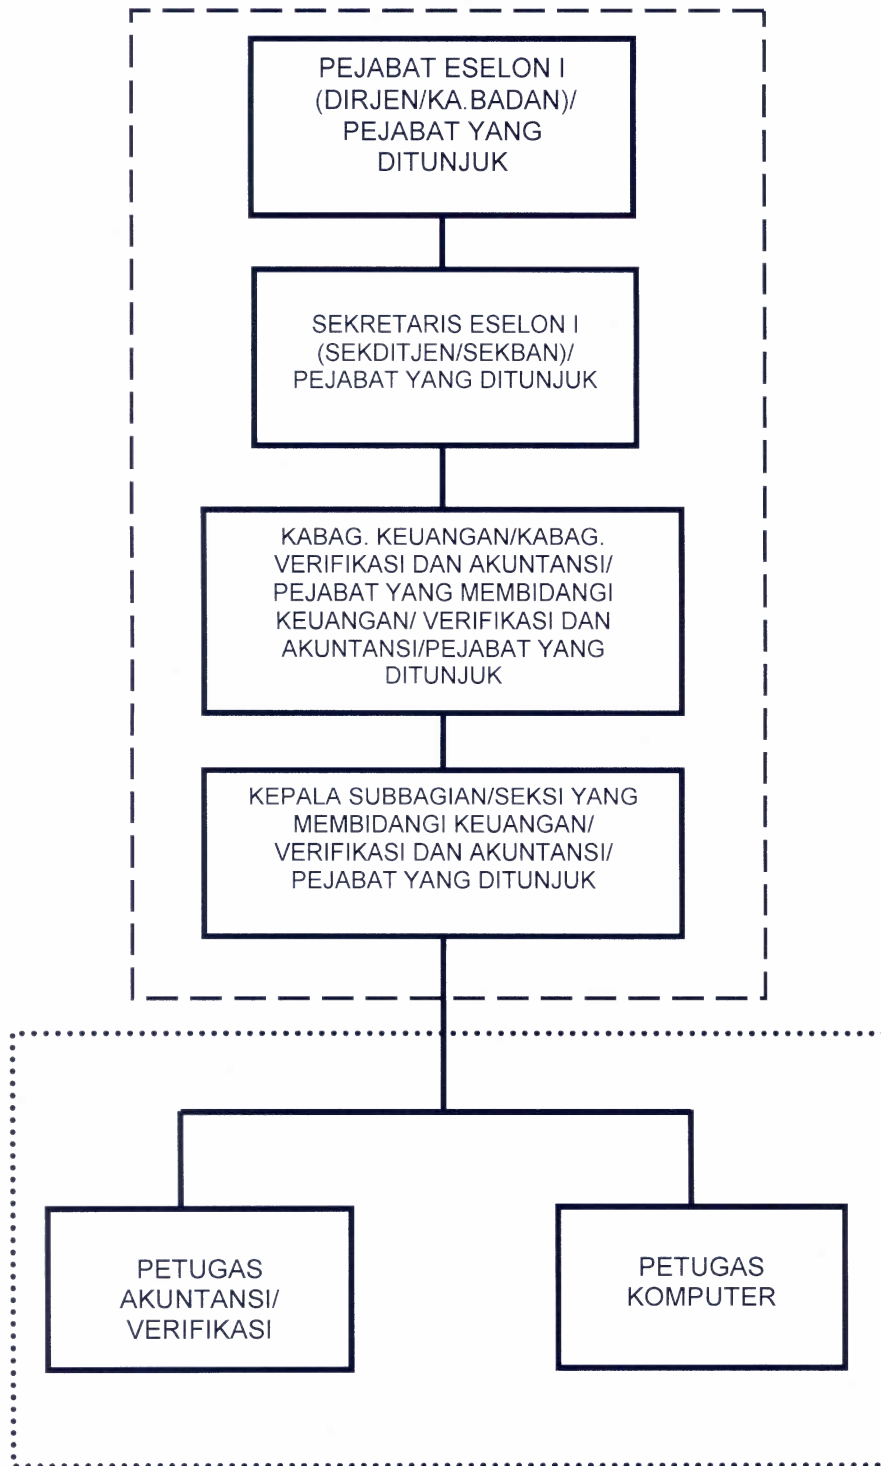 PEJABAT ESELON I
(DIRJEN/KA.BADAN)/
PEJABAT YANG
DITUNJUK
SEKRETARIS ESELON I
(SEKDITJEN/SEKBAN)/
PEJABAT YANG DITUNJUK
KABAG. KEUANGAN/KABAG.
VERIFIKASI DAN AKUNTANSI/
PEJABAT YANG MEMBIDANGI
KEUANGAN/ VERIFIKASI DAN
AKUNTANSI/PEJABAT YANG
DITUNJUK
KEPALA SUBBAGIAN/SEKSI YANG
MEMBIDANGI KEUANGAN/
VERIFIKASI DAN AKUNTANSI/
PEJABAT YANG DITUNJUK
PETUGAS
AKUNTANSI/
VERIFIKASI
PETUGAS
KOMPUTER